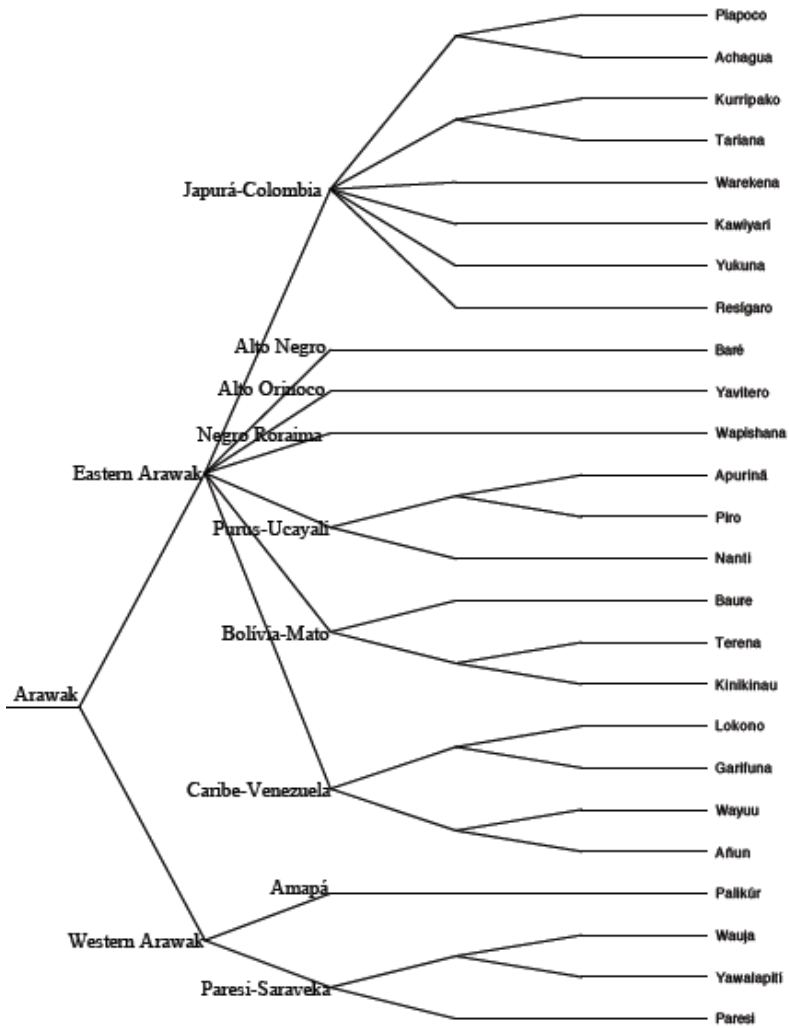 Piapoco
Achagua
Kurripako
Tariana
Japurá-Colombia
Warekena
Kawiyari
Yukuna
Resígaro
Alto Negro
Baré
Alto Orinoco
Yavitero
Negro Roraima
Wapishana
Eastern Arawak
Apurinã
Piro
Purus-Ucayali
Nanti
Baure
Bolívia-Mato
Terena
Kinikinau
Arawak
Lokono
Garifuna
Caribe-Venezuela
Wayuu
Añun
Amapá
Palikúr
Western Arawak
Wauja
Yawalapiti
Paresi-Saraveka
Paresi